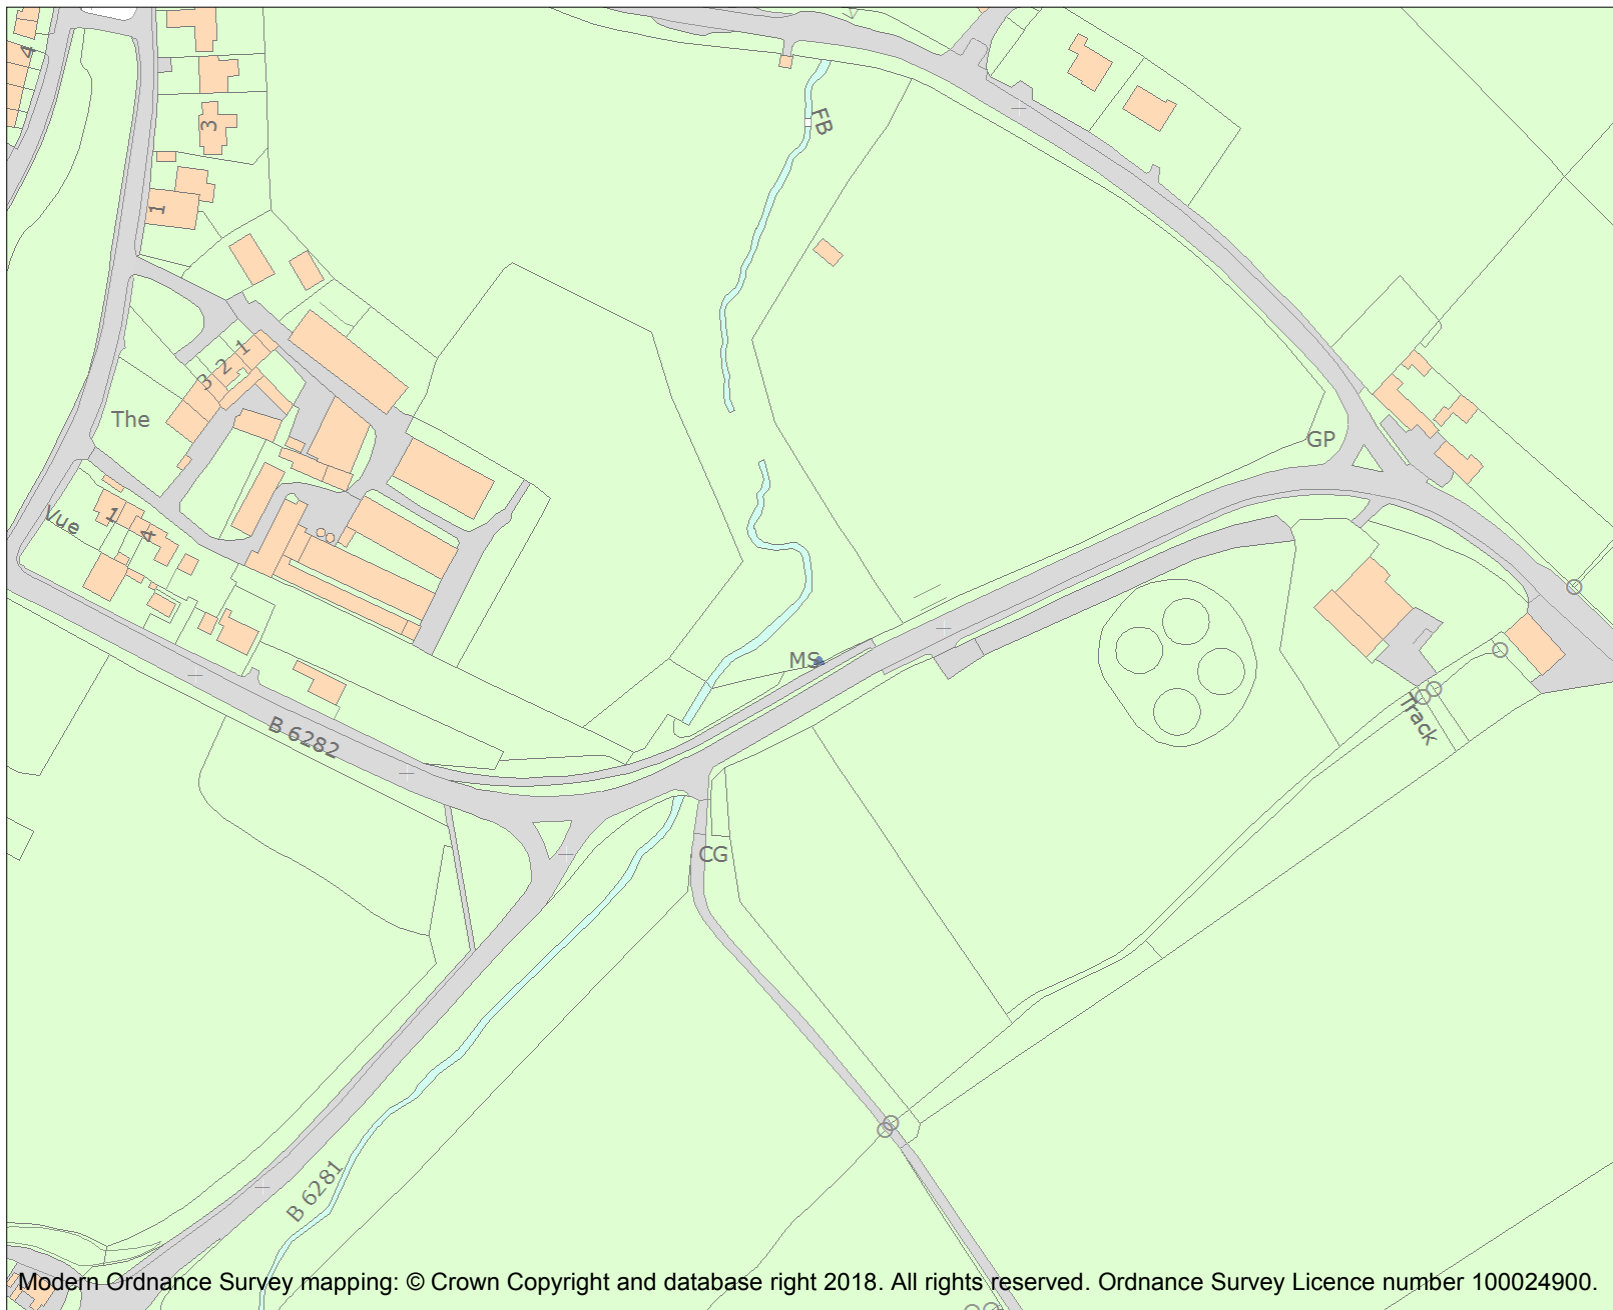 4
FB
3
1
1
2
3
The
GP
Vue
1
4
MS
B 6282
Track
CG
B 6281
Modern Ordnance Survey mapping: © Crown Copyright and database right 2018. All rights reserved. Ordnance Survey Licence number 100024900.